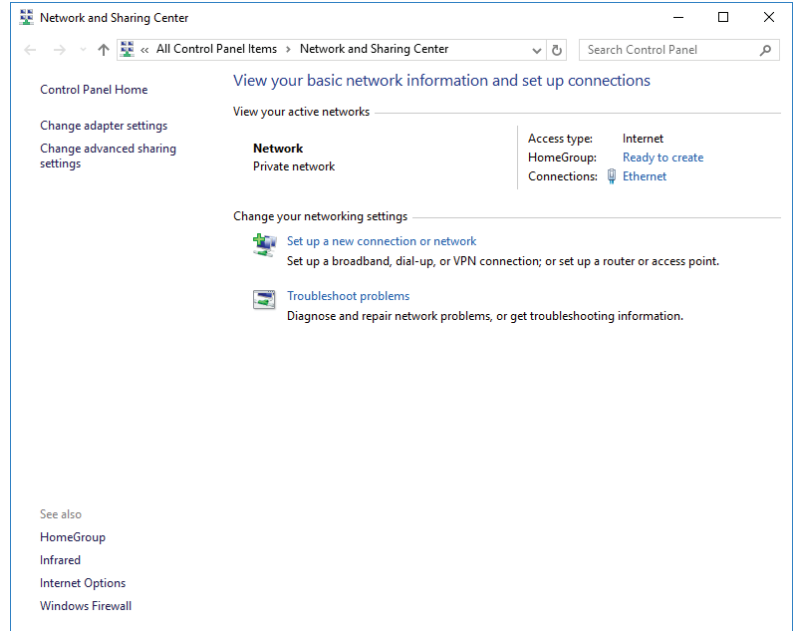 Network and Sharing Center
« All Control Panel Items › Network and Sharing Center
Search Control Panel
Control Panel Home
Change adapter settings
Change advanced sharing
settings
View your basic network information and set up connections
View your active networks
Network
Private network
Access type: Internet
HomeGroup: Ready to create
Connections: Ethernet
Change your networking settings
Set up a new connection or network
Set up a broadband, dial-up, or VPN connection; or set up a router or access point.
Troubleshoot problems
Diagnose and repair network problems, or get troubleshooting information.
See also
HomeGroup
Infrared
Internet Options
Windows Firewall